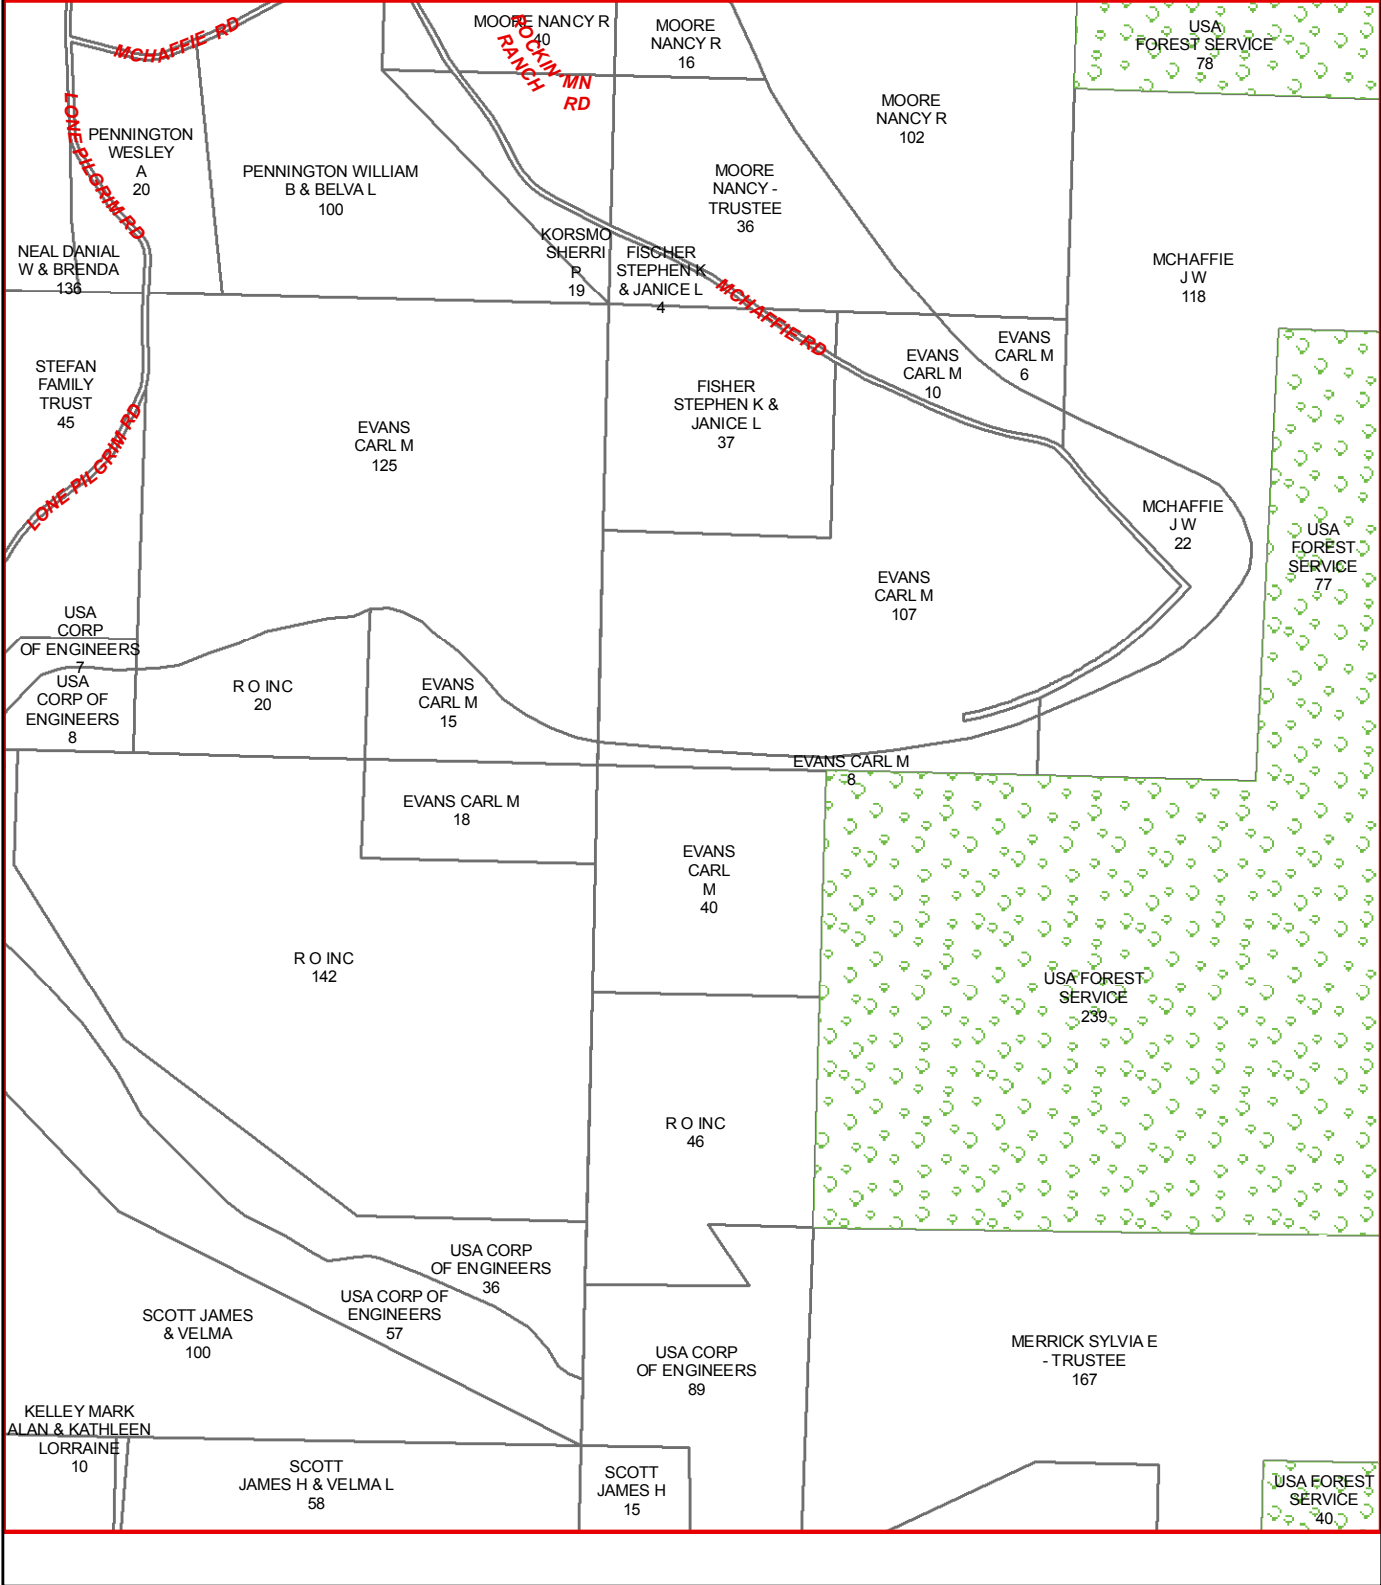 MOORE NANCY R
40
MOORE
NANCY R
16
USA
FOREST SERVICE
78
MCHAFFIE RD
ROCKIN' MN
RANCH
RD
MOORE
NANCY R
102
LONE PILGRIM RD
PENNINGTON
WESLEY
A
20
PENNINGTON WILLIAM
B & BELVA L
100
MOORE
NANCY -
TRUSTEE
36
NEAL DANIAL
W & BRENDA
136
KORSMO
SHERRI
P
19
FISCHER
STEPHEN K
& JANICE L
4
MCHAFFIE RD
MCHAFFIE
J W
118
STEFAN
FAMILY
TRUST
45
EVANS
CARL M
10
EVANS
CARL M
6
FISHER
STEPHEN K &
JANICE L
37
EVANS
CARL M
125
LONE PILGRIM RD
MCHAFFIE
J W
22
USA
FOREST
SERVICE
77
EVANS
CARL M
107
USA
CORP
OF ENGINEERS
7
USA
CORP OF
ENGINEERS
8
R O INC
20
EVANS
CARL M
15
EVANS CARL M
8
EVANS CARL M
18
EVANS
CARL
M
40
R O INC
142
USA FOREST
SERVICE
239
R O INC
46
USA CORP
OF ENGINEERS
36
USA CORP OF
ENGINEERS
57
SCOTT JAMES
& VELMA
100
USA CORP
OF ENGINEERS
89
MERRICK SYLVIA E
- TRUSTEE
167
KELLEY MARK
ALAN & KATHLEEN
LORRAINE
10
SCOTT
JAMES H & VELMA L
58
SCOTT
JAMES H
15
USA FOREST
SERVICE
40